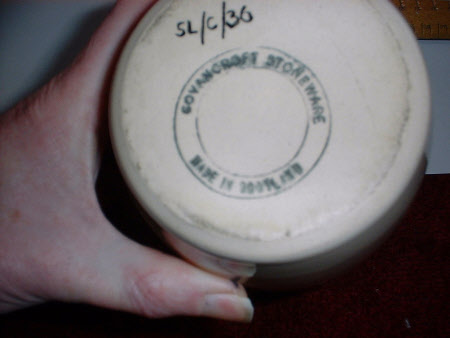 SL/C/36
GOVANCROFT STONEWARE
MADE IN SCOTLAND